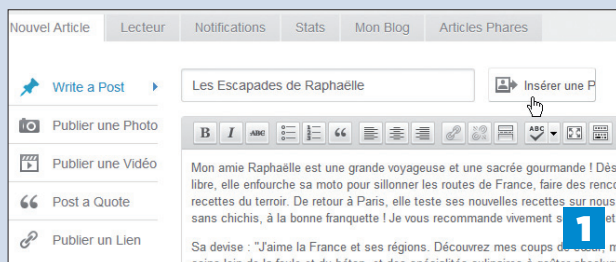 Nouvel Article Lecteur Notifications Stats Mon Blog Articles Phares
Write a Post
Les Escapades de Raphaëlle
Insérer une P
Publier une Photo
B I ABC ABC
Publier une Vidéo
Mon amie Raphaëlle est une grande voyageuse et une sacrée gourmande ! Dès
libre, elle enfourche sa moto pour sillonner les routes de France, faire des renco
Post a Quote
recettes du terroir. De retour à Paris, elle teste ses nouvelles recettes sur nous
sans chichis, à la bonne franquette ! Je vous recommande vivement s
1
Publier un Lien
Sa devise : "J'aime la France et ses régions. Découvrez mes coups de